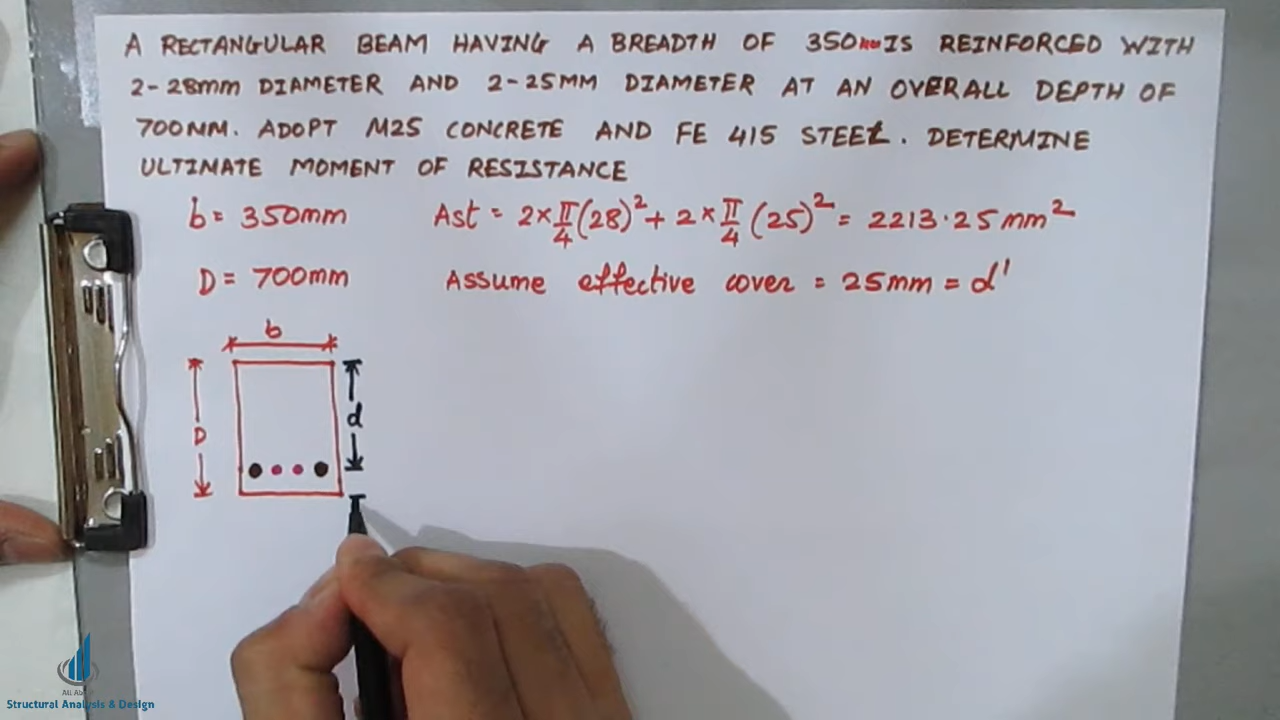 A RECTANGULAR BEAM HAVING A BREADTH OF 350mm IS REINFORCED WITH
2-28mm DIAMETER AND 2-25MM DIAMETER AT AN OVERALL DEPTH OF
700MM. ADOPT M25 CONCRETE AND FE 415 STEEL. DETERMINE
ULTIMATE MOMENT OF RESISTANCE
b = 350mm
Ast = 2×π/4(28)²+ 2×π/4(25)² = 2213.25 mm²
D = 700mm
Assume effective cover = 25mm = d'
b
D
d
Structural Analysis & Design